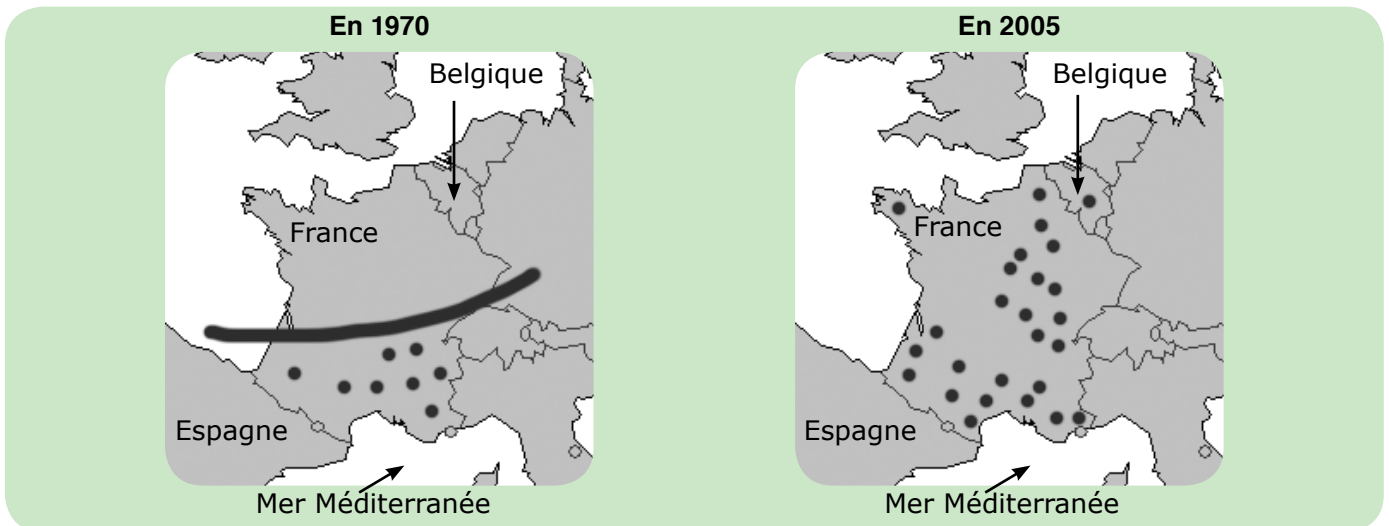 En 1970
Belgique
France
Espagne
Mer Méditerranée
En 2005
Belgique
France
Espagne
Mer Méditerranée